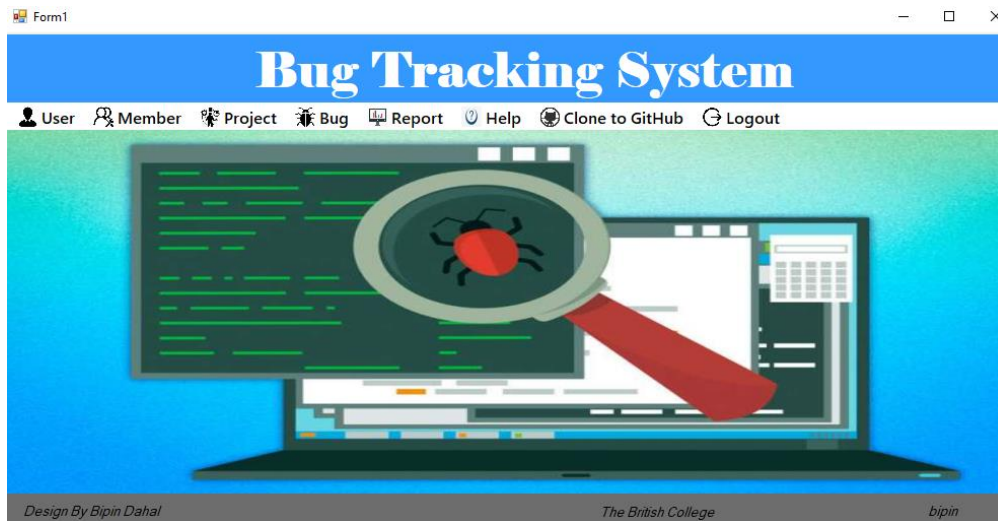 Form1
Bug Tracking System
User Member Project Bug Report Help Clone to GitHub Logout
Design By Bipin Dahal The British College bipin